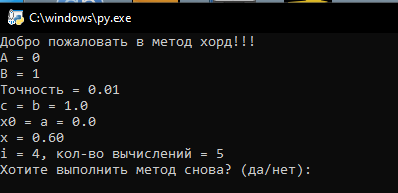 C:\windows\py.exe
Добро пожаловать в метод хорд!!!
A = 0
B = 1
Точность = 0.01
c = b = 1.0
x0 = a = 0.0
x = 0.60
i = 4, кол-во вычислений = 5
Хотите выполнить метод снова? (да/нет):